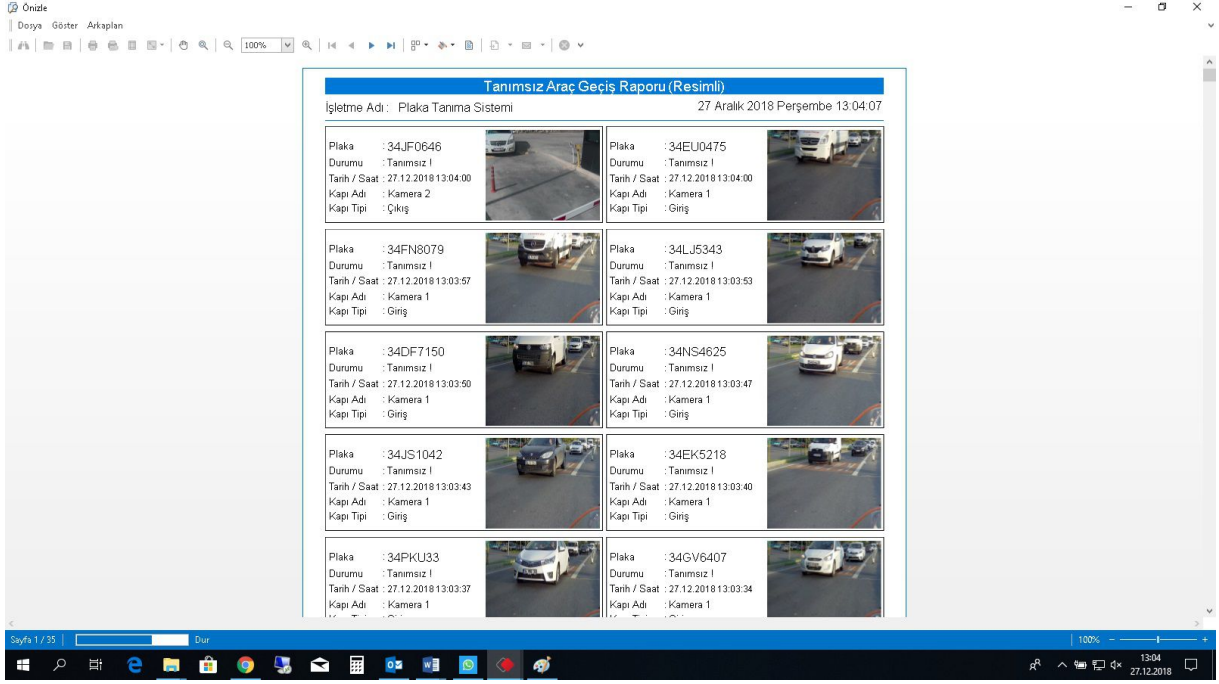 Önizle
Dosya Göster Arkaplan
100%
Tanımsız Araç Geçiş Raporu (Resimli)
İşletme Adı : Plaka Tanıma Sistemi 27 Aralık 2018 Perşembe 13:04:07
Plaka : 34JF0646
Durumu : Tanımsız !
Tarih / Saat : 27.12.2018 13:04:00
Kapı Adı : Kamera 2
Kapı Tipi : Çıkış
Plaka : 34EU0475
Durumu : Tanımsız !
Tarih / Saat : 27.12.2018 13:04:00
Kapı Adı : Kamera 1
Kapı Tipi : Giriş
Plaka : 34FN8079
Durumu : Tanımsız !
Tarih / Saat : 27.12.2018 13:03:57
Kapı Adı : Kamera 1
Kapı Tipi : Giriş
Plaka : 34LJ5343
Durumu : Tanımsız !
Tarih / Saat : 27.12.2018 13:03:53
Kapı Adı : Kamera 1
Kapı Tipi : Giriş
Plaka : 34DF7150
Durumu : Tanımsız !
Tarih / Saat : 27.12.2018 13:03:50
Kapı Adı : Kamera 1
Kapı Tipi : Giriş
Plaka : 34NS4625
Durumu : Tanımsız !
Tarih / Saat : 27.12.2018 13:03:47
Kapı Adı : Kamera 1
Kapı Tipi : Giriş
Plaka : 34JS1042
Durumu : Tanımsız !
Tarih / Saat : 27.12.2018 13:03:43
Kapı Adı : Kamera 1
Kapı Tipi : Giriş
Plaka : 34EK5218
Durumu : Tanımsız !
Tarih / Saat : 27.12.2018 13:03:40
Kapı Adı : Kamera 1
Kapı Tipi : Giriş
Plaka : 34PKU33
Durumu : Tanımsız !
Tarih / Saat : 27.12.2018 13:03:37
Kapı Adı : Kamera 1
Plaka : 34GV6407
Durumu : Tanımsız !
Tarih / Saat : 27.12.2018 13:03:34
Kapı Adı : Kamera 1
Sayfa 1 / 35 Dur 100%
13:04
27.12.2018